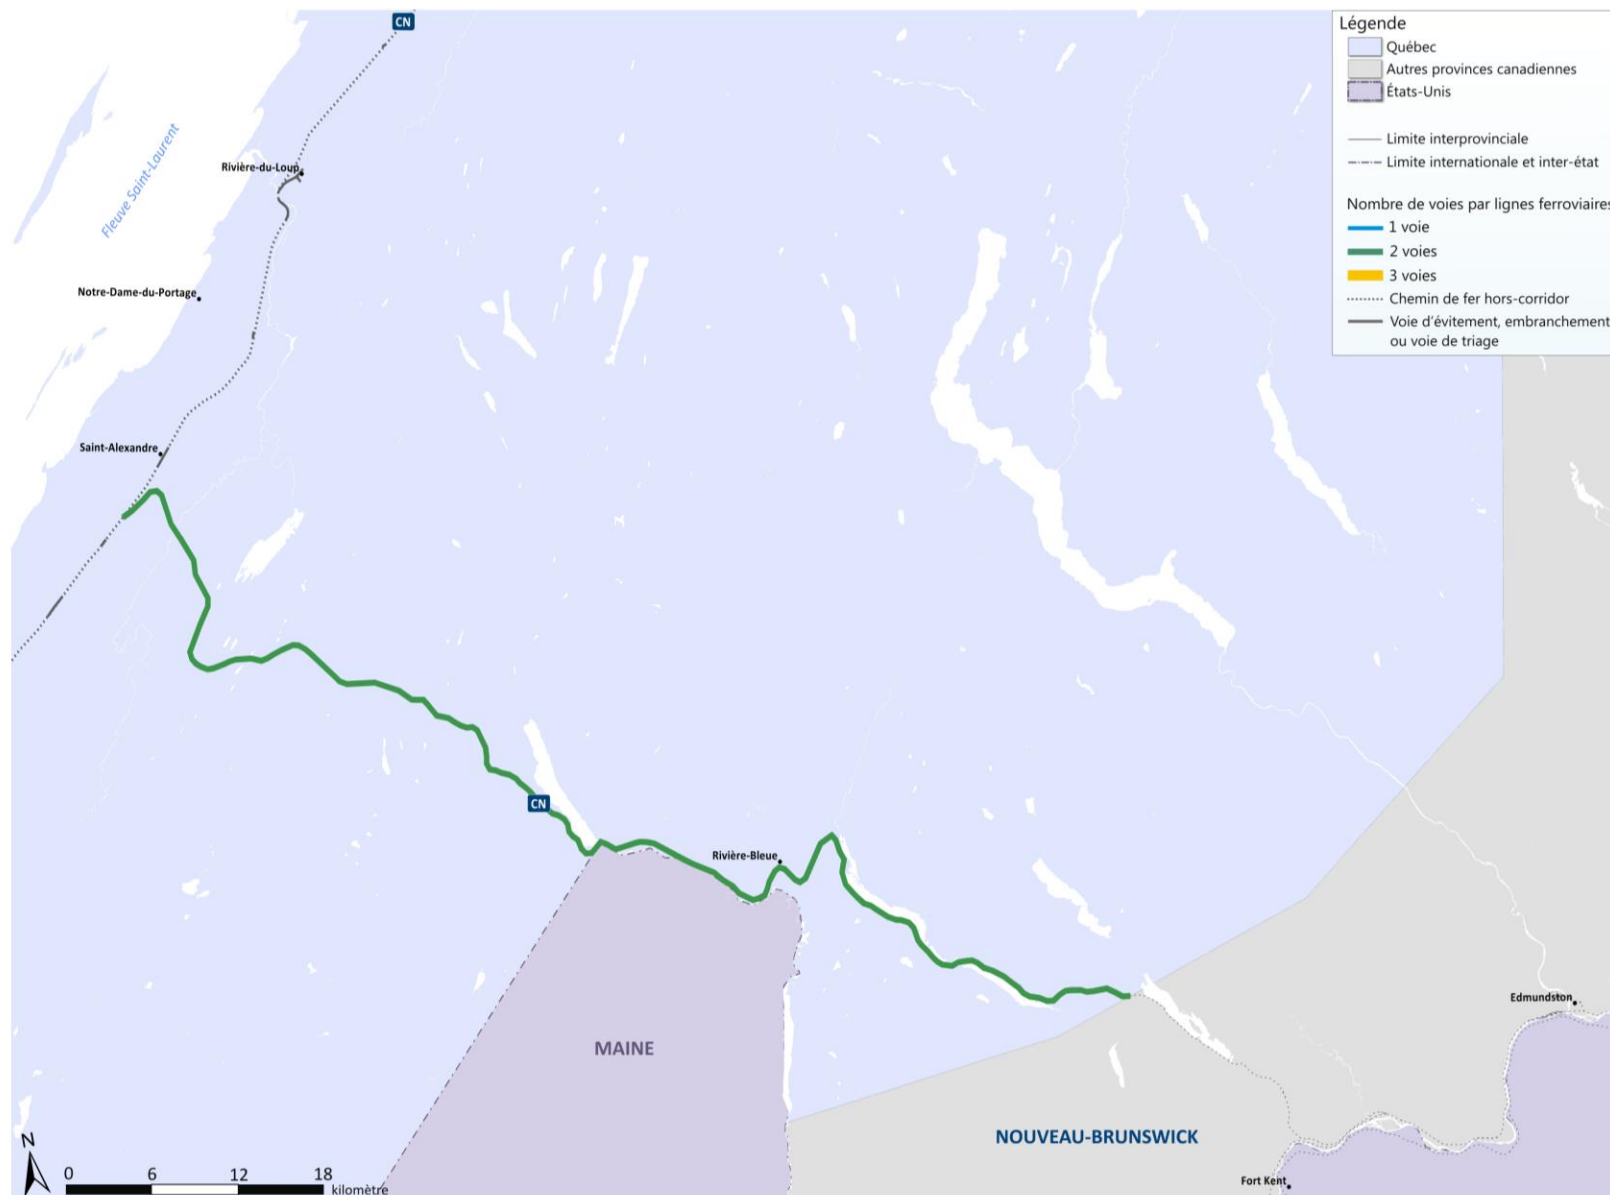 CN
Légende
Québec
Autres provinces canadiennes
États-Unis
Limite interprovinciale
Limite internationale et inter-état
Nombre de voies par lignes ferroviaires
1 voie
2 voies
3 voies
Chemin de fer hors-corridor
Voie d'évitement, embranchement
ou voie de triage
Fleuve Saint-Laurent
Rivière-du-Loup
Notre-Dame-du-Portage
Saint-Alexandre
CN
Rivière-Bleue
Edmundston
MAINE
NOUVEAU-BRUNSWICK
Fort Kent
N
0 6 12 18
kilomètre